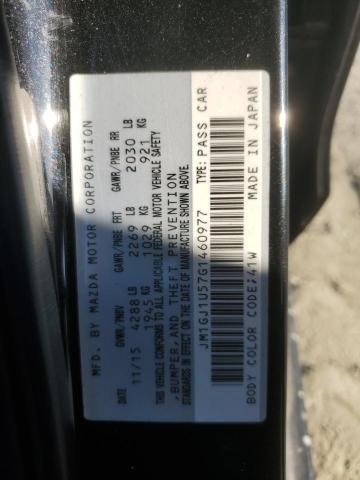 MFD. BY MAZDA MOTOR CORPORATION
GVWR/PNBV GAWR/PNBE FRT GAWR/PNBE RR
11/15 4288 LB 2269 LB 2030 LB
1945 KG 1029 KG 921 KG
THIS VEHICLE CONFORMS TO ALL APPLICABLE FEDERAL MOTOR VEHICLE SAFETY
,BUMPER,AND THEFT PREVENTION
STANDARDS IN EFFECT ON THE DATE OF MANUFACTURE SHOWN ABOVE.
JM1GJ1U57G1460977 TYPE:PASS CAR
BODY COLOR CODE:41W MADE IN JAPAN